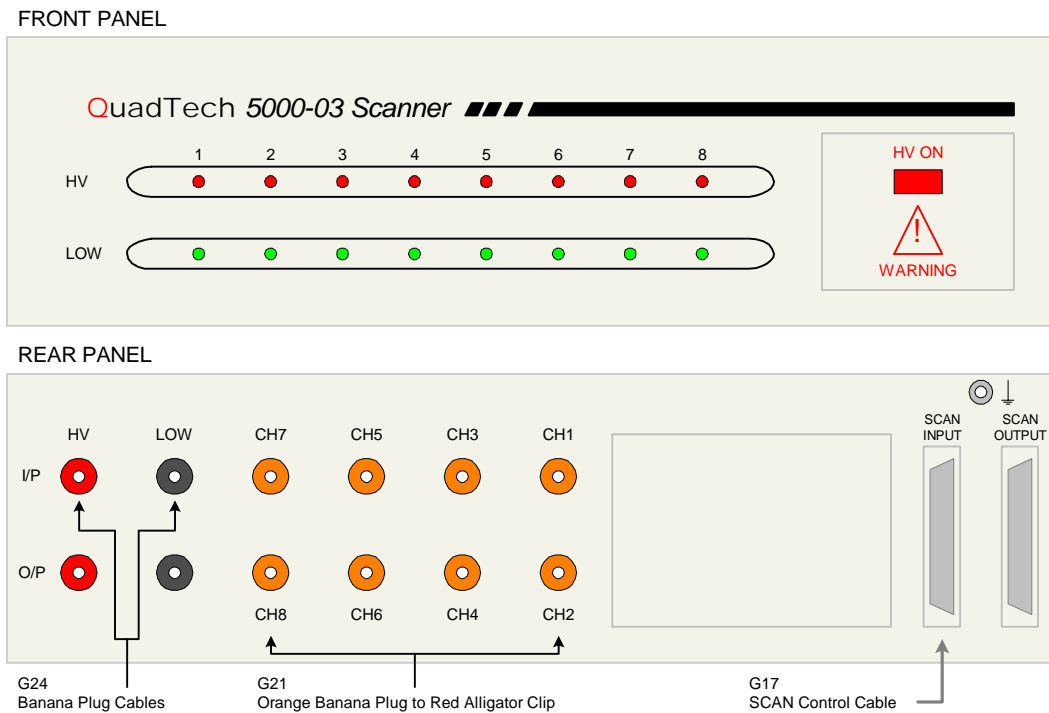 FRONT PANEL
QuadTech 5000-03 Scanner
1 2 3 4 5 6 7 8
HV
LOW
HV ON
!
WARNING
REAR PANEL
HV LOW CH7 CH5 CH3 CH1
SCAN INPUT
SCAN OUTPUT
I/P
O/P
CH8 CH6 CH4 CH2
G24
Banana Plug Cables
G21
Orange Banana Plug to Red Alligator Clip
G17
SCAN Control Cable